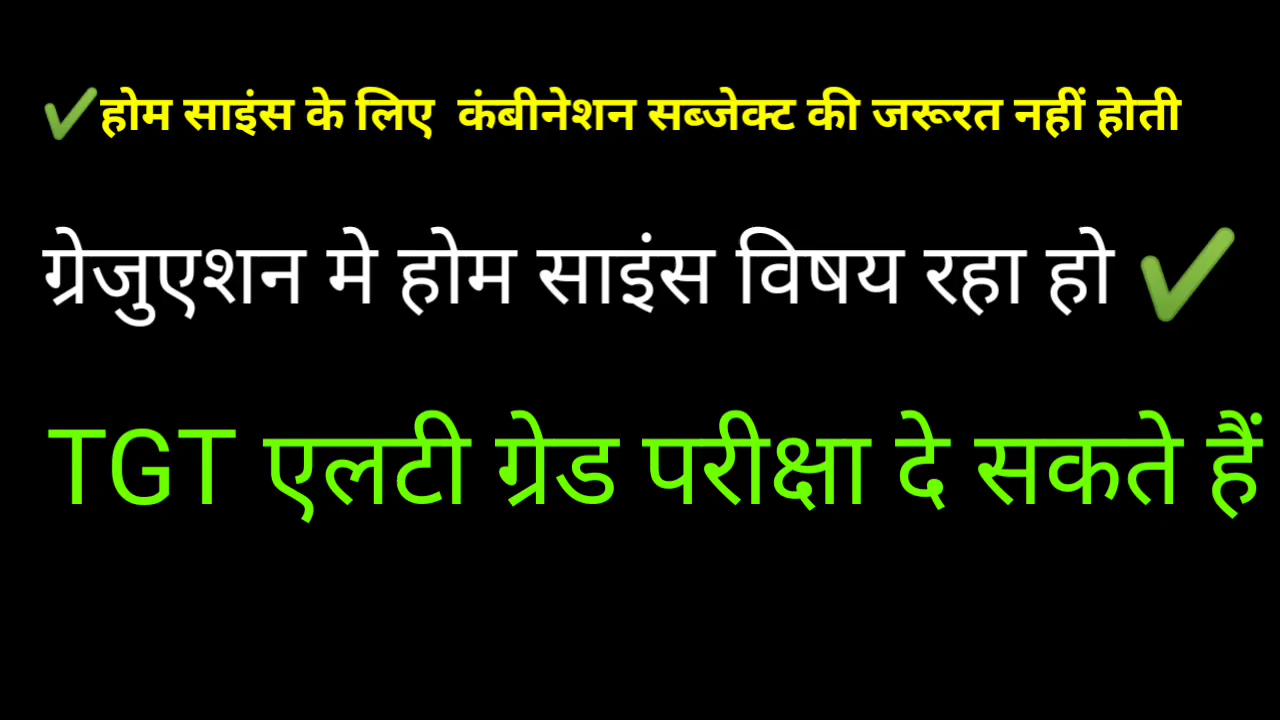 ✔होम साइंस के लिए कंबीनेशन सब्जेक्ट की जरूरत नहीं होती
ग्रेजुएशन मे होम साइंस विषय रहा हो ✔
TGT एलटी ग्रेड परीक्षा दे सकते हैं